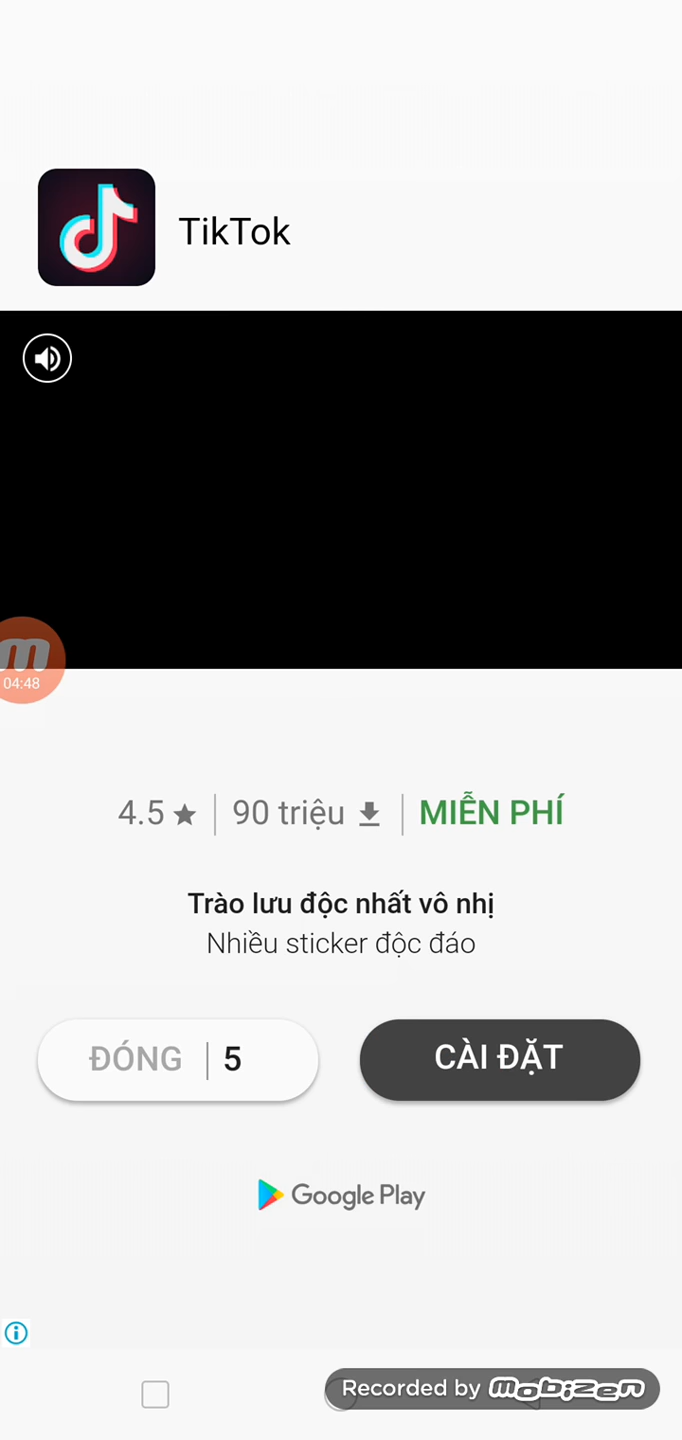 TikTok
m
04:48
4.5 ★ | 90 triệu | MIỄN PHÍ
Trào lưu độc nhất vô nhị
Nhiều sticker độc đáo
ĐÓNG | 5
CÀI ĐẶT
Google Play
Recorded by mobizen